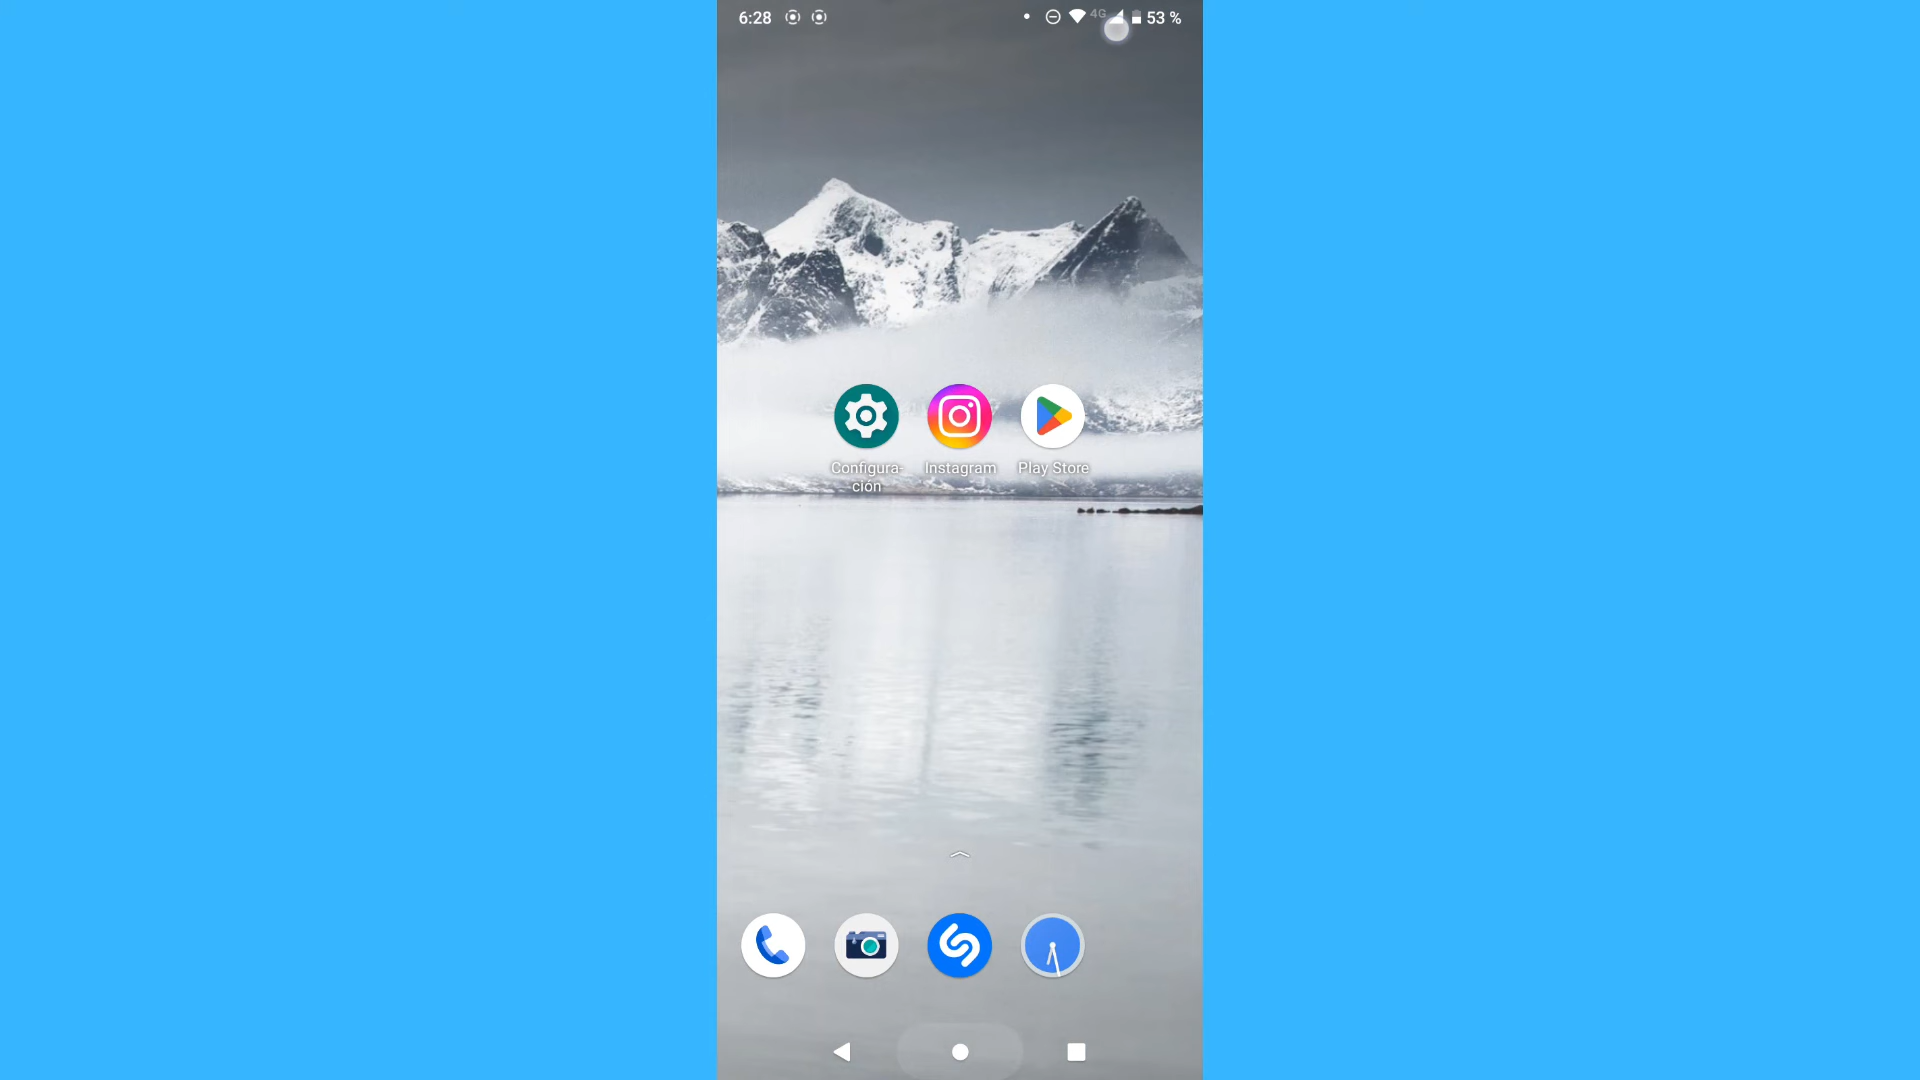 6:28 4G 53 %
Configura-
ción
Instagram
Play Store